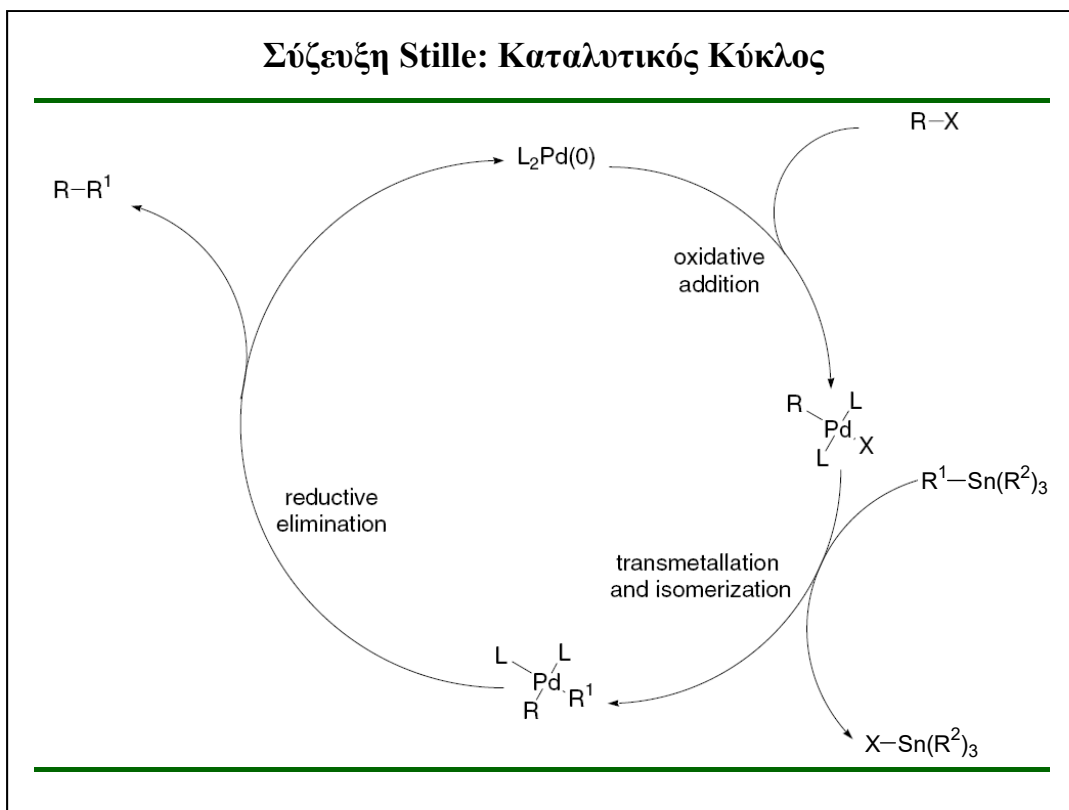 Σύζευξη Stille: Καταλυτικός Κύκλος
R–X
L₂Pd(0)
R–R¹
oxidative
addition
R
L
Pd
L
X
R¹–Sn(R²)₃
reductive
elimination
transmetallation
and isomerization
L
L
Pd
R
R¹
X–Sn(R²)₃